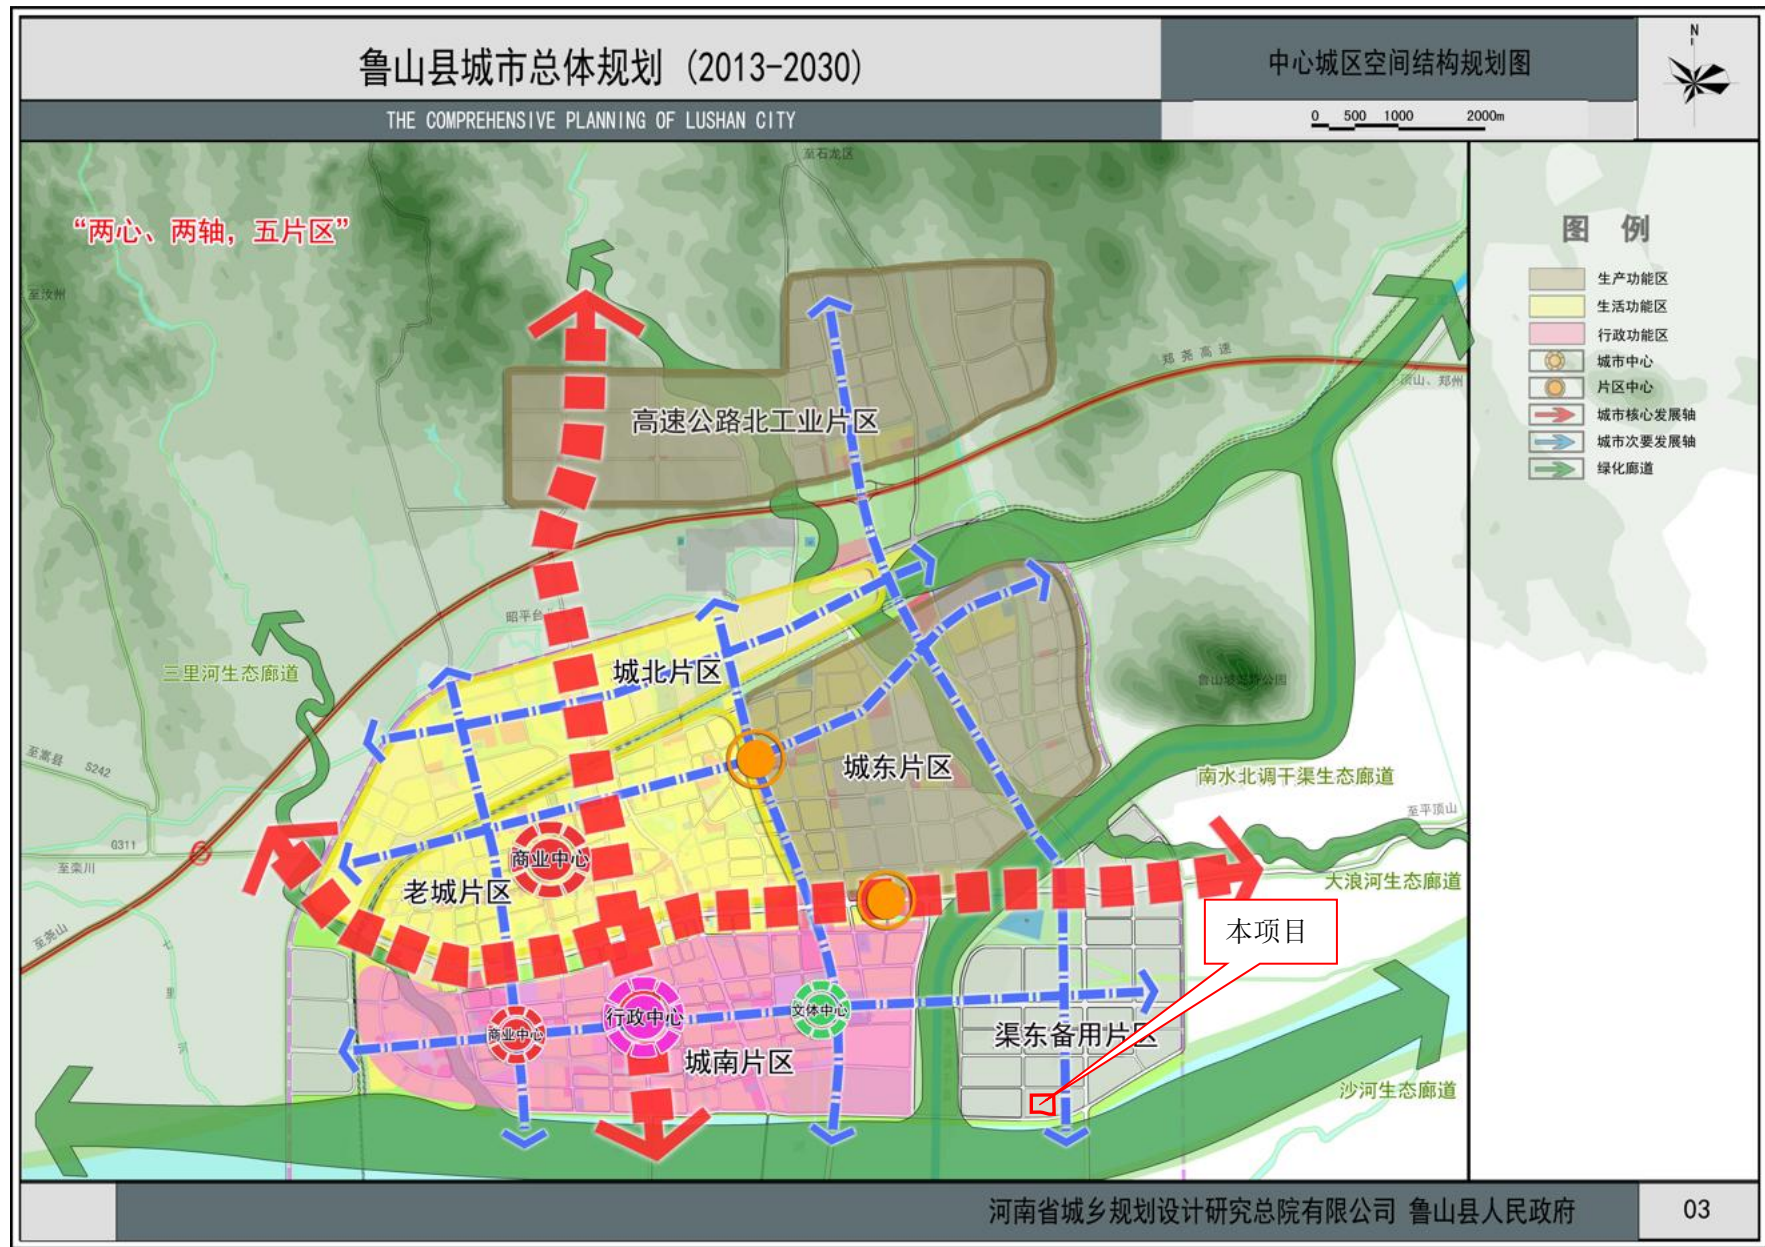 鲁山县城市总体规划 (2013-2030)
中心城区空间结构规划图
N
THE COMPREHENSIVE PLANNING OF LUSHAN CITY
0 500 1000 2000m
至石龙区
“两心、两轴，五片区”
图 例
生产功能区
生活功能区
行政功能区
城市中心
片区中心
城市核心发展轴
城市次要发展轴
绿化廊道
至汝州
郑尧高速
山、郑州
高速公路北工业片区
昭平台
三里河生态廊道
城北片区
至嵩县 S242
城东片区
南水北调干渠生态廊道
至平顶山
G311
至栾川
商业中心
老城片区
大浪河生态廊道
至尧山
本项目
七里河
商业中心
行政中心
文体中心
城南片区
渠东备用片区
沙河生态廊道
河南省城乡规划设计研究总院有限公司 鲁山县人民政府
03